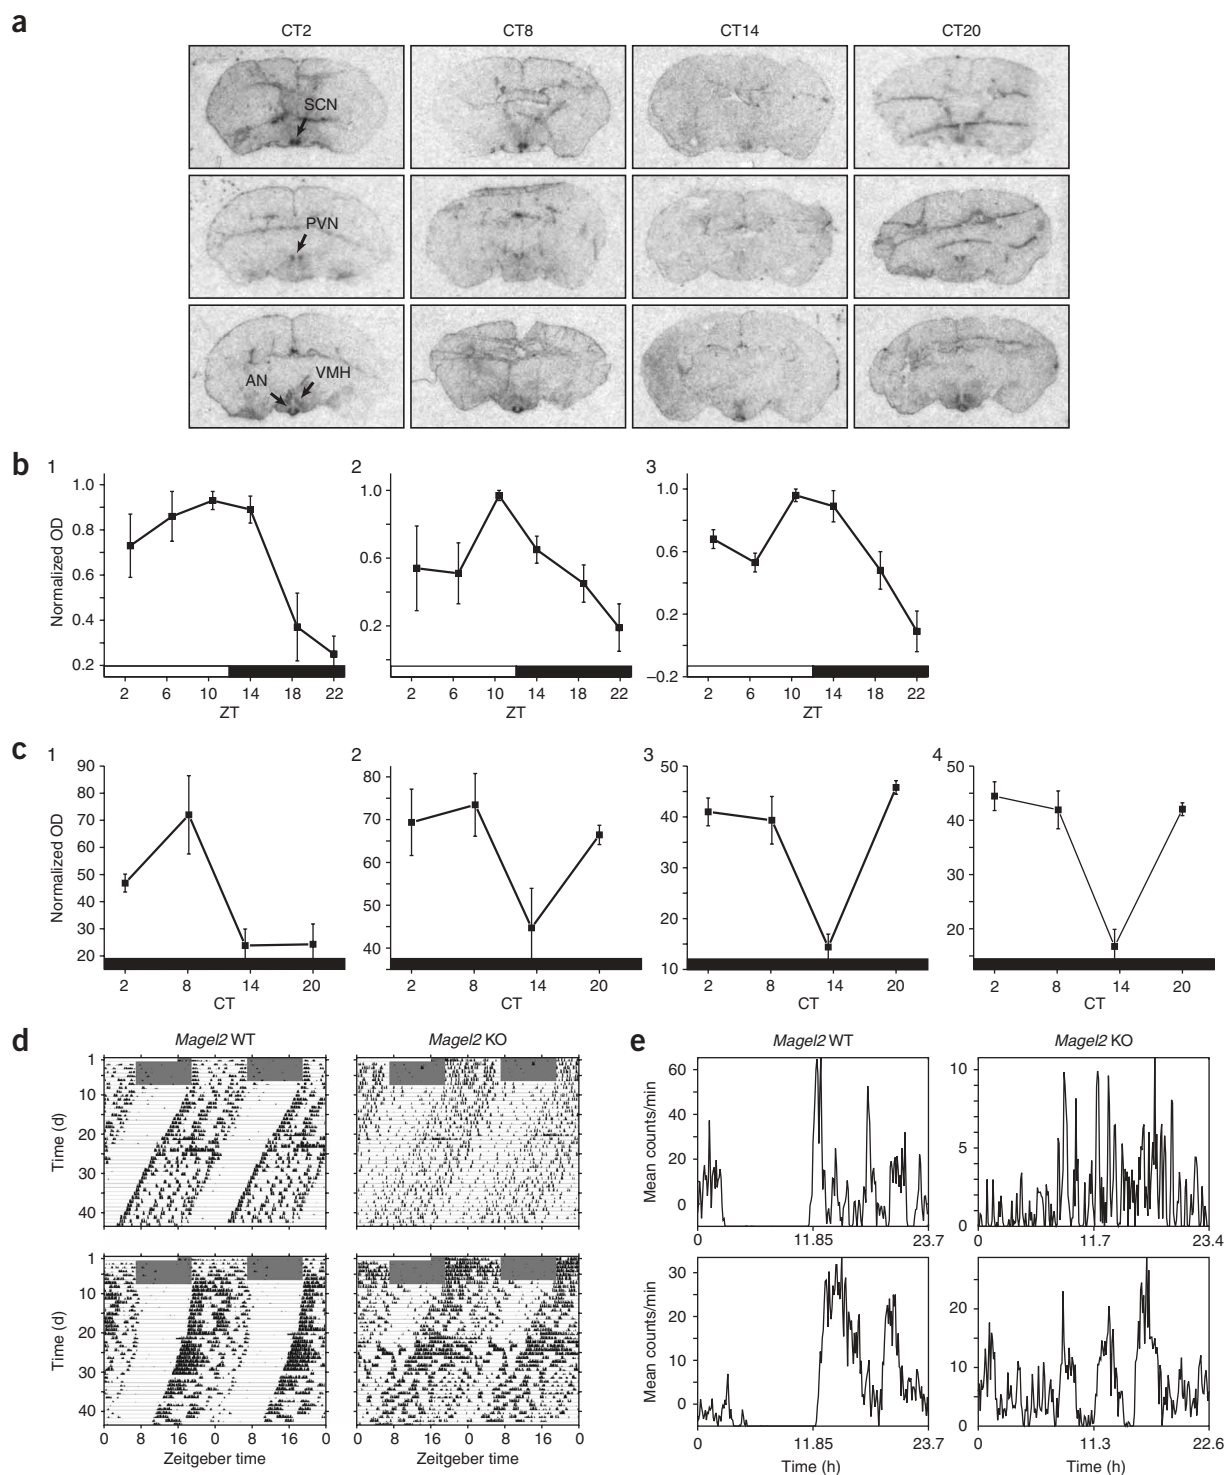 a
CT2 CT8 CT14 CT20
SCN
PVN
AN VMH
b
1 2 3
Normalized OD
1.0
0.8
0.6
0.4
0.2
2 6 10 14 18 22
ZT
1.0
0.6
0.2
2 6 10 14 18 22
ZT
1.0
0.6
0.2
–0.2
2 6 10 14 18 22
ZT
c
1 2 3 4
Normalized OD
90
80
70
60
50
40
30
20
2 8 14 20
CT
80
70
60
50
40
2 8 14 20
CT
50
40
30
20
10
2 8 14 20
CT
50
40
30
20
2 8 14 20
CT
d
Magel2 WT Magel2 KO
Time (d)
1
10
20
30
40
Time (d)
1
10
20
30
40
0 8 16 0 8 16 0
Zeitgeber time
0 8 16 0 8 16 0
Zeitgeber time
e
Magel2 WT Magel2 KO
Mean counts/min
60
40
20
0
0 11.85 23.7
10
5
0
0 11.7 23.4
Mean counts/min
30
20
10
0
0 11.85 23.7
Time (h)
20
10
0
0 11.3 22.6
Time (h)